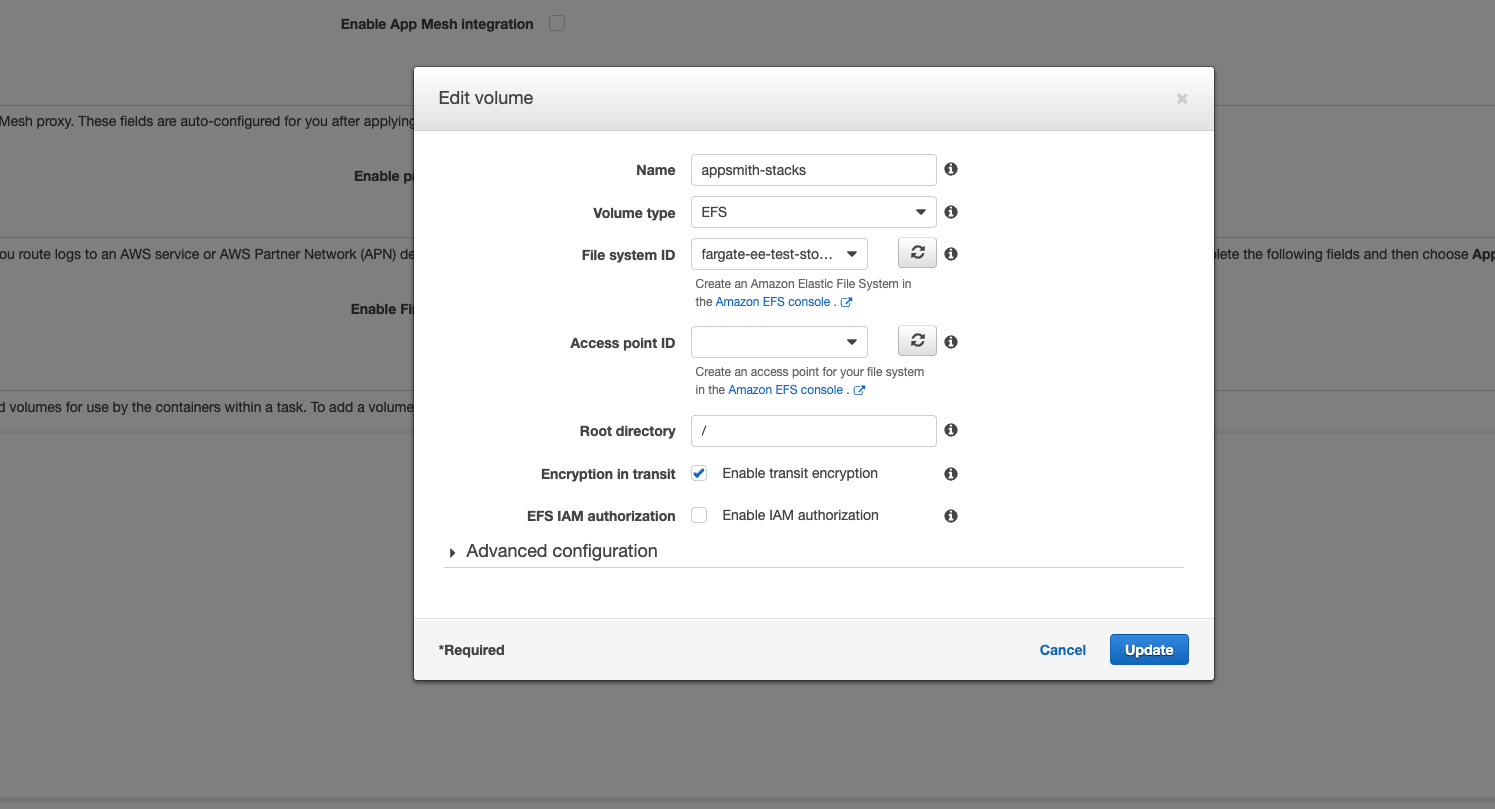 Enable App Mesh integration
Edit volume
Mesh proxy. These fields are auto-configured for you after applying
Name appsmith-stacks
Enable
Volume type EFS
ou route logs to an AWS service or AWS Partner Network (APN)
File system ID fargate-ee-test-sto...
the following fields and then choose
Create an Amazon Elastic File System in
the Amazon EFS console .
Enable
Access point ID
Create an access point for your file system
in the Amazon EFS console .
d volumes for use by the containers within a task. To add a volume
Root directory /
Encryption in transit Enable transit encryption
EFS IAM authorization Enable IAM authorization
Advanced configuration
*Required
Cancel Update